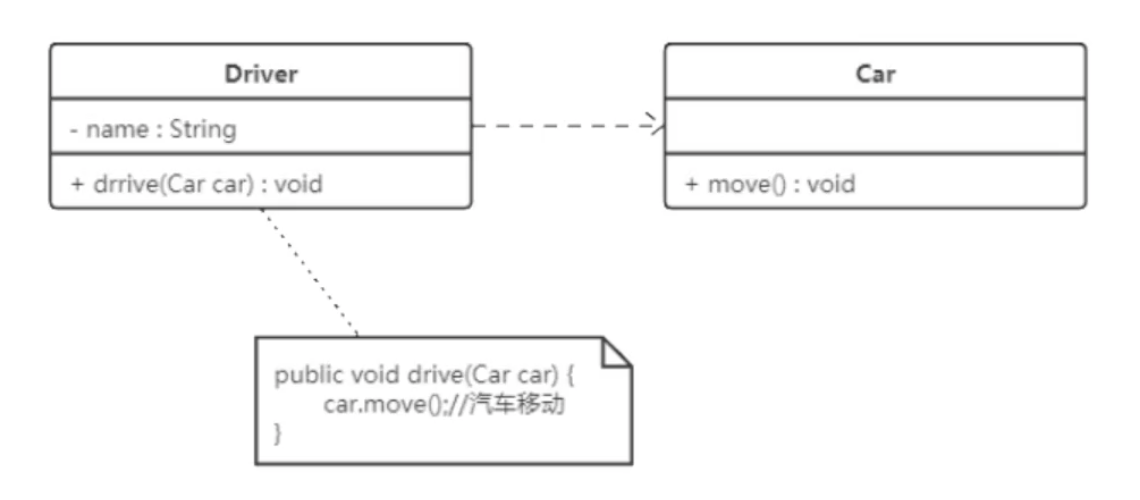 Driver
- name : String
+ drrive(Car car) : void
Car
+ move() : void
public void drive(Car car) {
car.move();//汽车移动
}